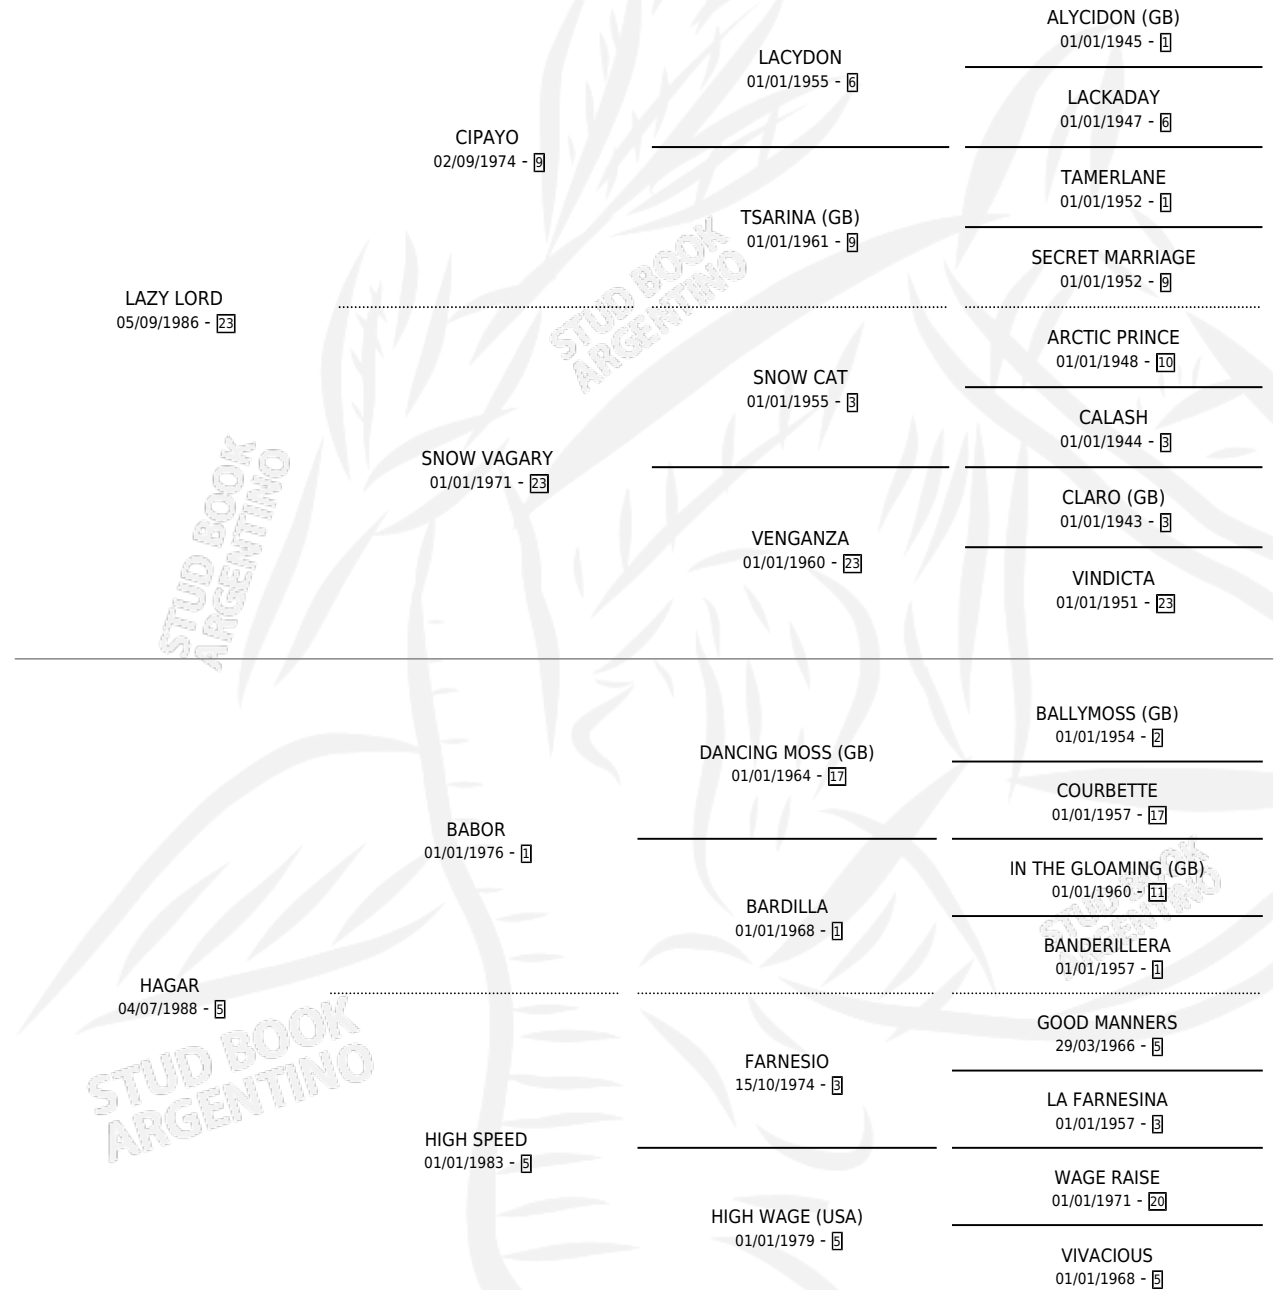 LAZY LORD
05/09/1986 - 23
CIPAYO
02/09/1974 - 9
LACYDON
01/01/1955 - 6
ALYCIDON (GB)
01/01/1945 - 1
LACKADAY
01/01/1947 - 6
TSARINA (GB)
01/01/1961 - 9
TAMERLANE
01/01/1952 - 1
SECRET MARRIAGE
01/01/1952 - 9
SNOW VAGARY
01/01/1971 - 23
SNOW CAT
01/01/1955 - 3
ARCTIC PRINCE
01/01/1948 - 10
CALASH
01/01/1944 - 3
VENGANZA
01/01/1960 - 23
CLARO (GB)
01/01/1943 - 3
VINDICTA
01/01/1951 - 23
HAGAR
04/07/1988 - 5
BABOR
01/01/1976 - 1
DANCING MOSS (GB)
01/01/1964 - 17
BALLYMOSS (GB)
01/01/1954 - 2
COURBETTE
01/01/1957 - 17
BARDILLA
01/01/1968 - 1
IN THE GLOAMING (GB)
01/01/1960 - 11
BANDERILLERA
01/01/1957 - 1
HIGH SPEED
01/01/1983 - 5
FARNESIO
15/10/1974 - 3
GOOD MANNERS
29/03/1966 - 5
LA FARNESINA
01/01/1957 - 3
HIGH WAGE (USA)
01/01/1979 - 5
WAGE RAISE
01/01/1971 - 20
VIVACIOUS
01/01/1968 - 5
STUD BOOK
ARGENTINO
STUD BOOK
ARGENTINO
STUD BOOK
ARGENTINO
STUD BOOK
ARGENTINO